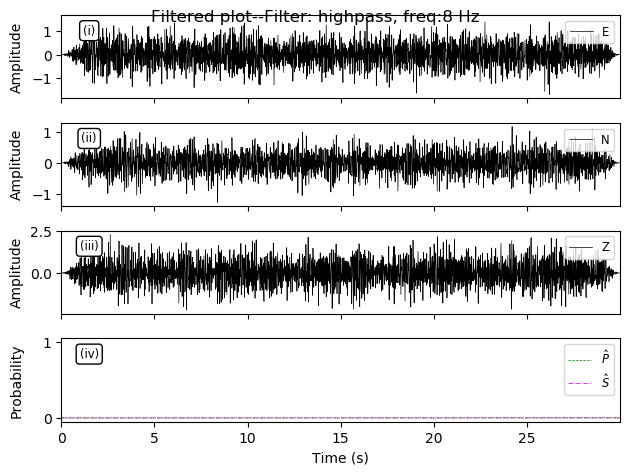 Filtered plot--Filter: highpass, freq:8 Hz
Amplitude
1
0
−1
(i)
E
Amplitude
1
0
−1
(ii)
N
Amplitude
2.5
0.0
(iii)
Z
Probability
1
0
(iv)
P̂
Ŝ
0 5 10 15 20 25
Time (s)